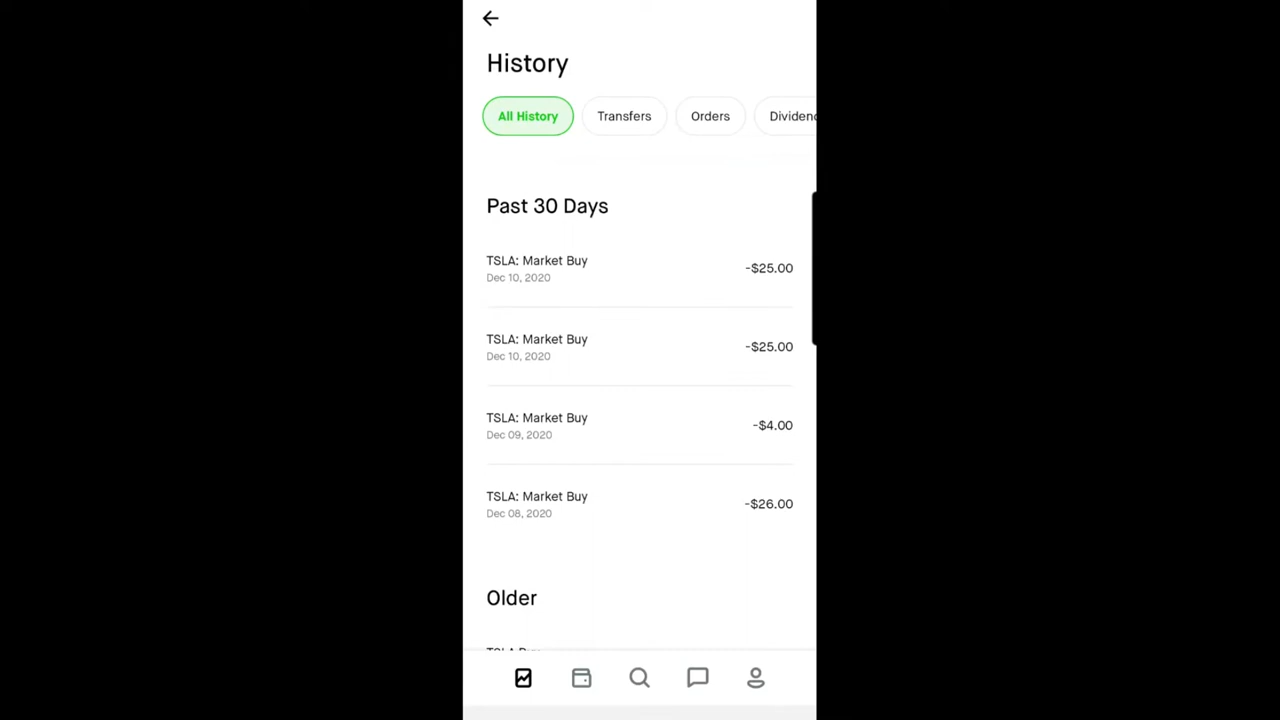 History
All History Transfers Orders Dividend
Past 30 Days
TSLA: Market Buy
-$25.00
Dec 10, 2020
TSLA: Market Buy
-$25.00
Dec 10, 2020
TSLA: Market Buy
-$4.00
Dec 09, 2020
TSLA: Market Buy
-$26.00
Dec 08, 2020
Older